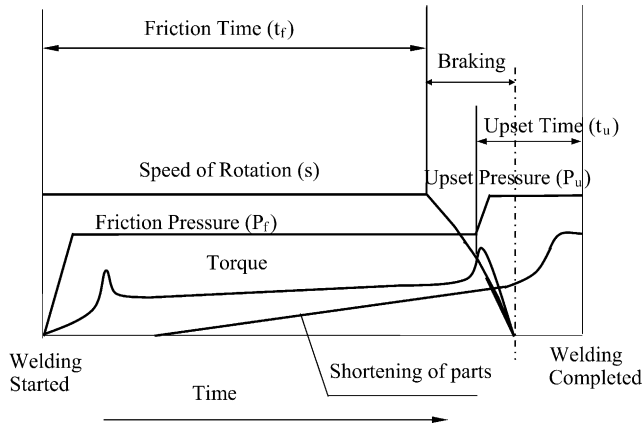 Friction Time (tf)
Braking
Upset Time (tu)
Speed of Rotation (s)
Upset Pressure (Pu)
Friction Pressure (Pf)
Torque
Welding
Started
Shortening of parts
Welding
Completed
Time